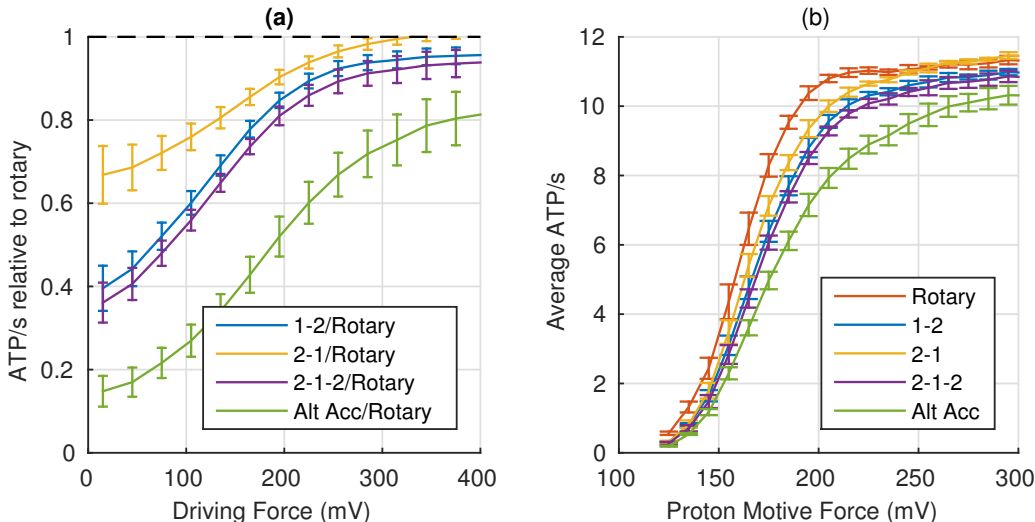 (a)
ATP/s relative to rotary
1
0.8
0.6
0.4
0.2
0
0
100
200
300
400
Driving Force (mV)
1-2/Rotary
2-1/Rotary
2-1-2/Rotary
Alt Acc/Rotary
(b)
Average ATP/s
12
10
8
6
4
2
0
100
150
200
250
300
Proton Motive Force (mV)
Rotary
1-2
2-1
2-1-2
Alt Acc